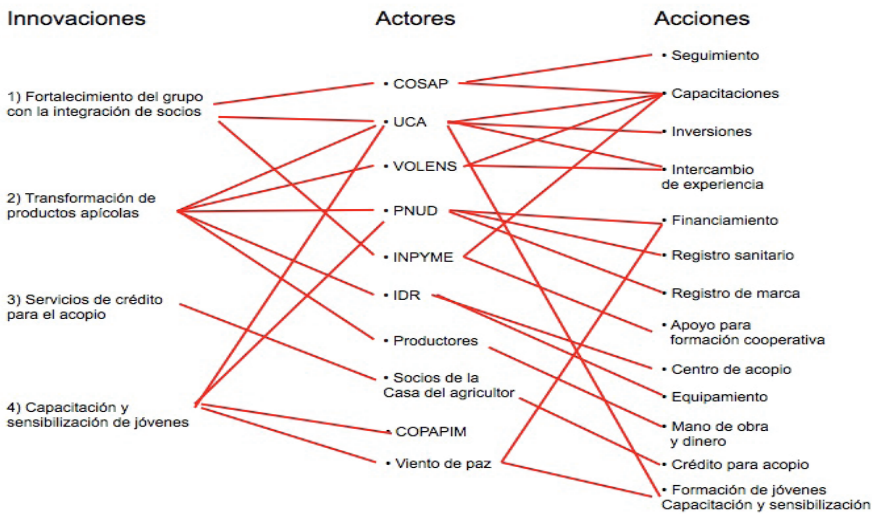 Innovaciones
1) Fortalecimiento del grupo
con la integración de socios
2) Transformación de
productos apícolas
3) Servicios de crédito
para el acopio
4) Capacitación y
sensibilización de jóvenes
Actores
• COSAP
• UCA
• VOLENS
• PNUD
• INPYME
• IDR
• Productores
• Socios de la
Casa del agricultor
• COPAPIM
• Viento de paz
Acciones
• Seguimiento
• Capacitaciones
• Inversiones
• Intercambio
de experiencia
• Financiamiento
• Registro sanitario
• Registro de marca
• Apoyo para
formación cooperativa
• Centro de acopio
• Equipamiento
• Mano de obra
y dinero
• Crédito para acopio
• Formación de jóvenes
Capacitación y sensibilización